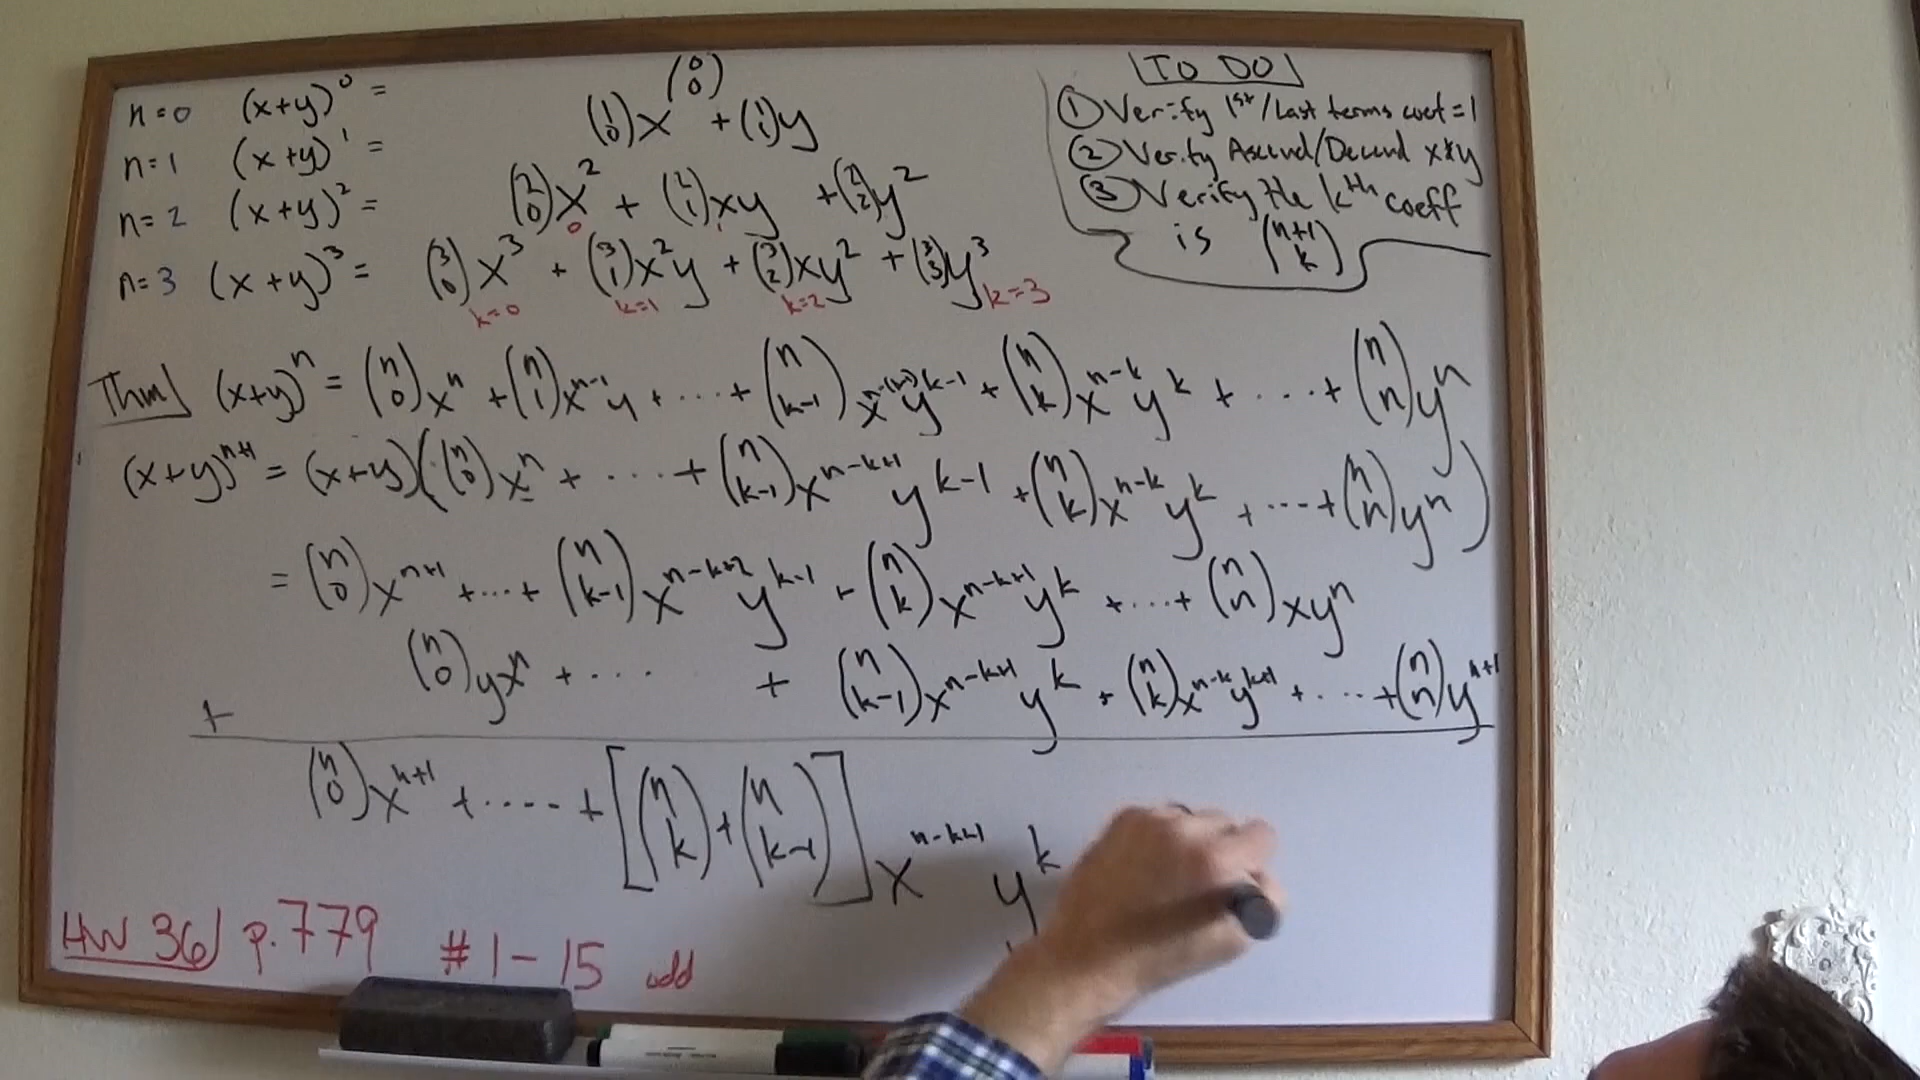 n=0 (x+y)^0 = (0 0)
n=1 (x+y)^1 = (1 0)x + (1 1)y
n=2 (x+y)^2 = (2 0)x^2 + (2 1)xy + (2 2)y^2
0 1
n=3 (x+y)^3 = (3 0)x^3 + (3 1)x^2y + (3 2)xy^2 + (3 3)y^3
k=0 k=1 k=2 k=3
TO DO
① Verify 1st/Last terms coef=1
② Verify Ascend/Decend x&y
③ Verify the kth coeff
is (n+1 k)
Thm (x+y)^n = (n 0)x^n + (n 1)x^{n-1}y + ... + (n k-1)x^{n-(k-1)}y^{k-1} + (n k)x^{n-k}y^k + ... + (n n)y^n
(x+y)^{n+1} = (x+y)((n 0)x^n + .... + (n k-1)x^{n-k+1}y^{k-1} + (n k)x^{n-k}y^k + ... + (n n)y^n)
= (n 0)x^{n+1} + ... + (n k-1)x^{n-k+2}y^{k-1} + (n k)x^{n-k+1}y^k + ... + (n n)xy^n
+ (n 0)yx^n + .... + (n k-1)x^{n-k+1}y^k + (n k)x^{n-k}y^{k+1} + .... + (n n)y^{n+1}
(n 0)x^{n+1} + .... + [(n k) + (n k-1)]x^{n-k+1}y^k
HW 36 p.779 #1-15 odd